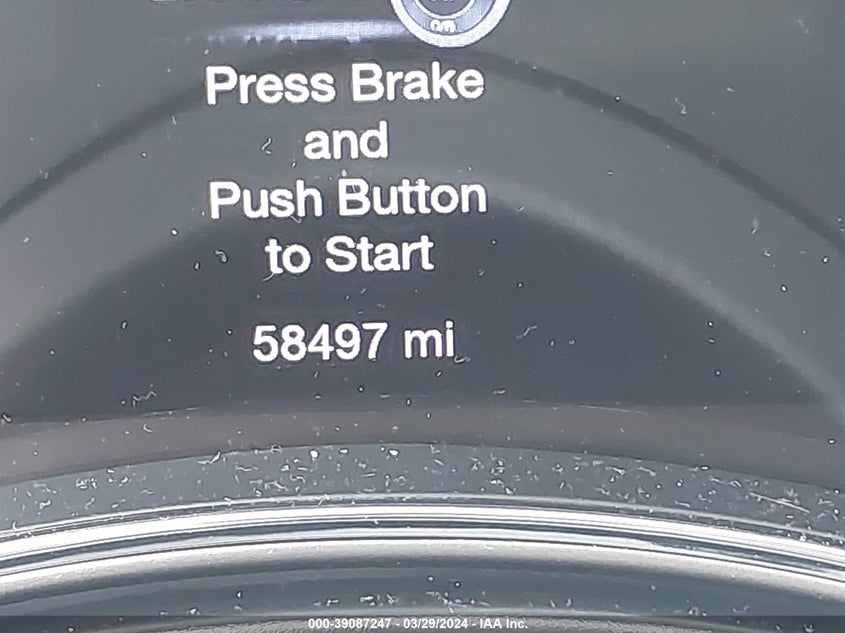 Press Brake
and
Push Button
to Start
58497 mi
000-39087247 - 03/29/2024 - IAA Inc.